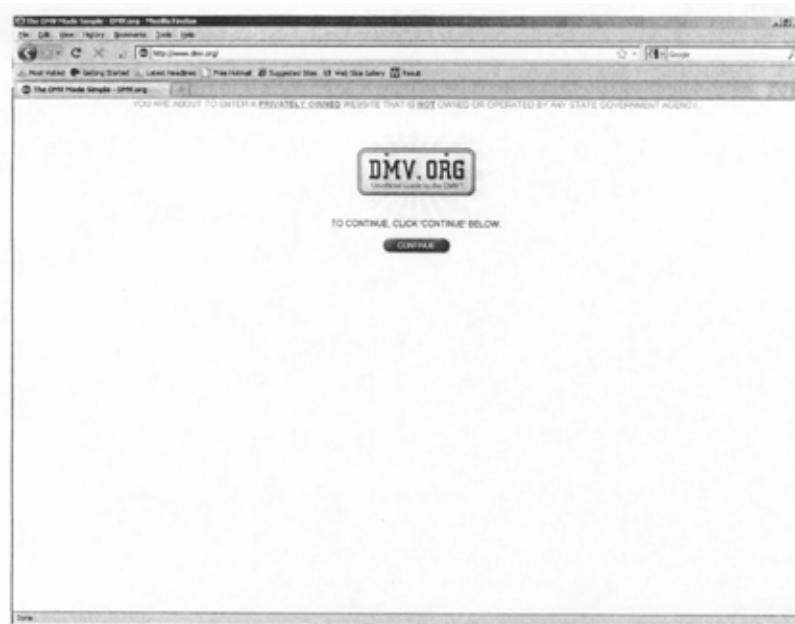 The DMV Made Simple - DMV.org - Mozilla Firefox
File Edit View History Bookmarks Tools Help
http://www.dmv.org/
Google
Most Visited Getting Started Latest Headlines Free Hotmail Suggested Sites Web Slice Gallery
The DMV Made Simple - DMV.org
YOU ARE ABOUT TO ENTER A PRIVATELY OWNED WEBSITE THAT IS NOT OWNED OR OPERATED BY ANY STATE GOVERNMENT AGENCY.
DMV.ORG
Unofficial Guide to the DMV
TO CONTINUE, CLICK 'CONTINUE' BELOW.
CONTINUE
Done